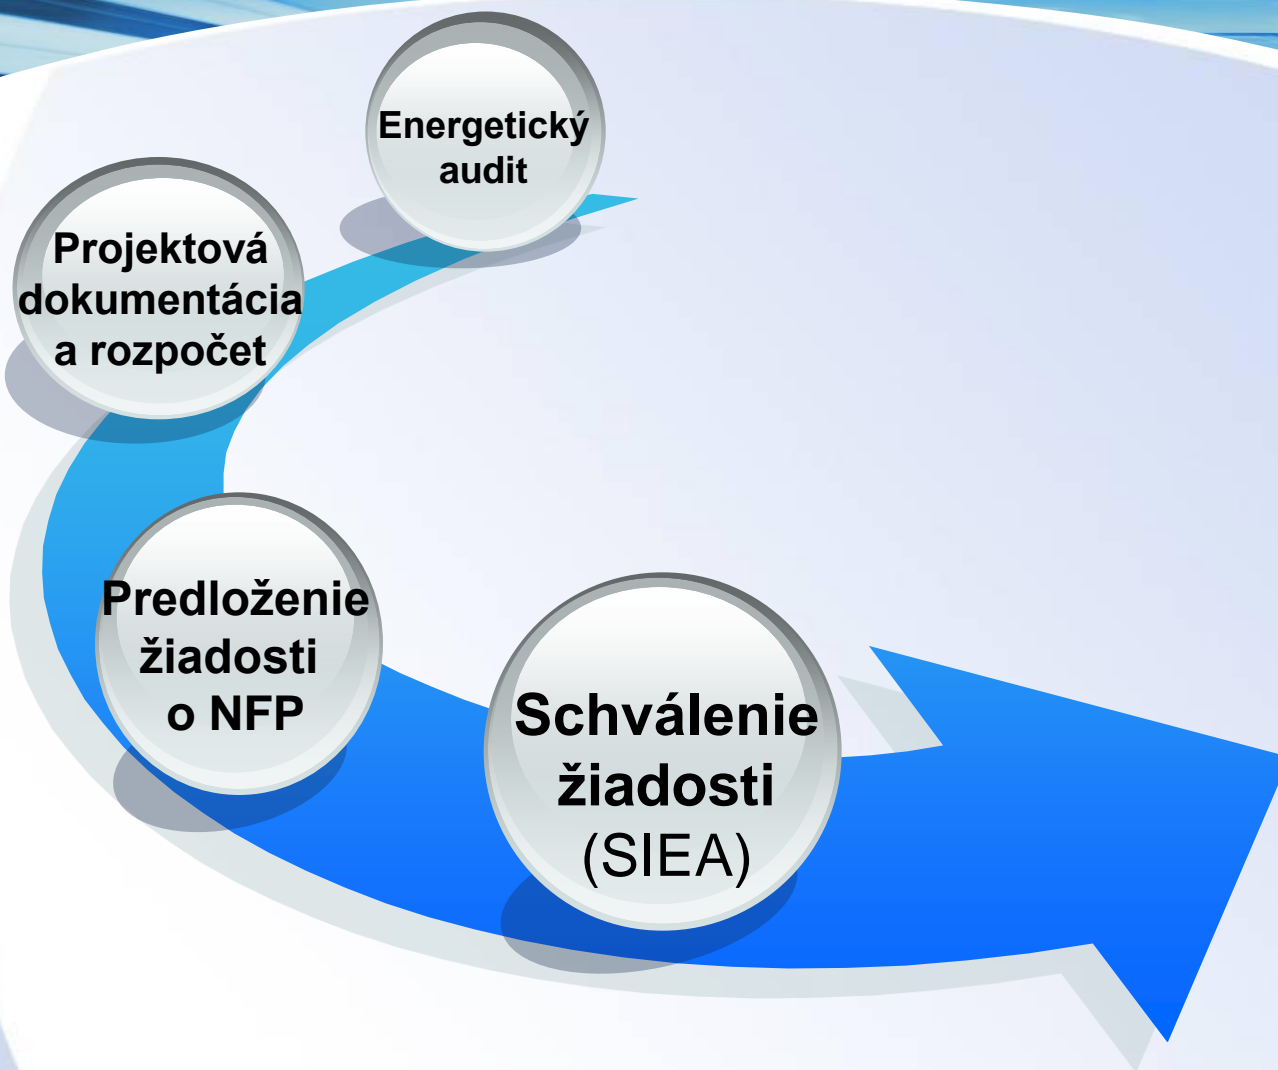 Energetický
audit
Projektová
dokumentácia
a rozpočet
Predloženie
žiadosti
o NFP
Schválenie
žiadosti
(SIEA)